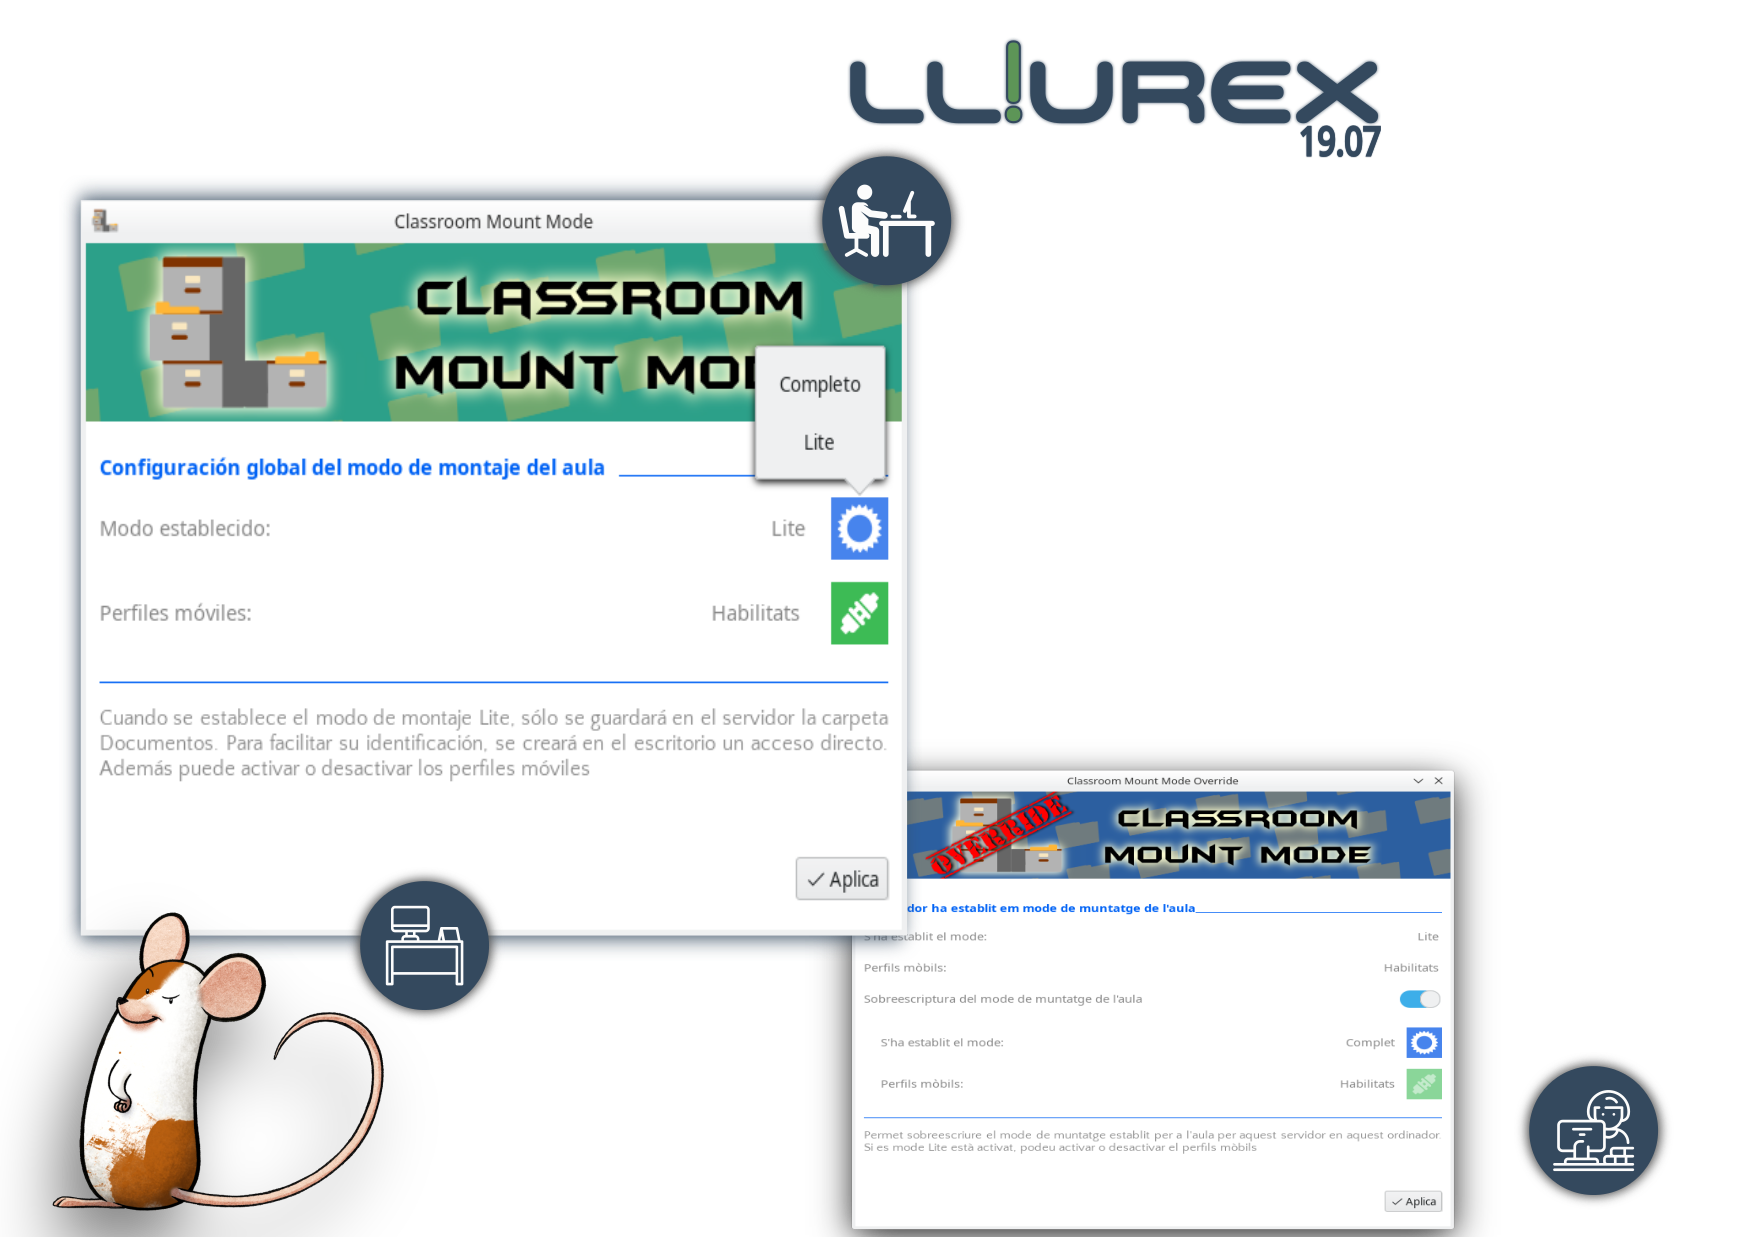 LL!UREX
19.07
Classroom Mount Mode
CLASSROOM
MOUNT
Completo
Lite
Configuración global del modo de montaje del aula
Modo establecido: Lite
Perfiles móviles: Habilitats
Cuando se establece el modo de montaje Lite, sólo se guardará en el servidor la carpeta
Documentos. Para facilitar su identificación, se creará en el escritorio un acceso directo.
Además puede activar o desactivar los perfiles móviles
Aplica
Classroom Mount Mode Override
OVERRIDE
CLASSROOM
MOUNT MODE
dor ha establit em mode de muntatge de l'aula
S'ha establit el mode: Lite
Perfils mòbils: Habilitats
Sobreescriptura del mode de muntatge de l'aula
S'ha establit el mode: Complet
Perfils mòbils: Habilitats
Permet sobreescriure el mode de muntatge establit per a l'aula per aquest servidor en aquest ordinador.
Si es mode Lite està activat, podeu activar o desactivar el perfils mòbils
Aplica